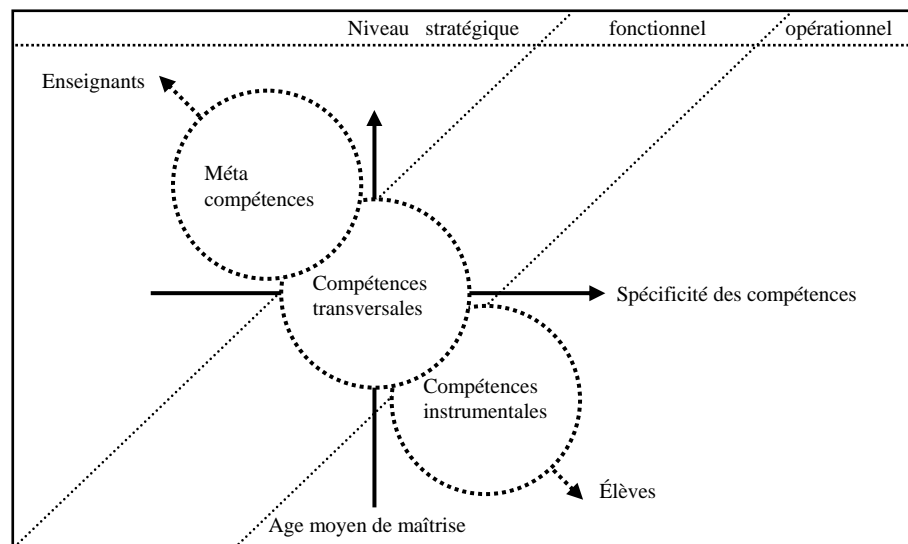 Niveau stratégique fonctionnel opérationnel
Enseignants
Méta
compétences
Compétences
transversales
Spécificité des compétences
Compétences
instrumentales
Élèves
Age moyen de maîtrise